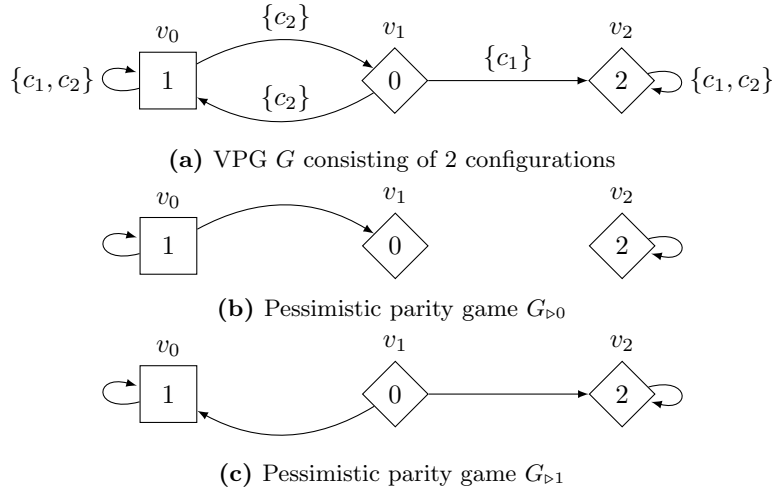 v₀ v₁ v₂
{c₂}
{c₁, c₂} 1 0 {c₁} 2 {c₁, c₂}
{c₂}
(a) VPG G consisting of 2 configurations
v₀ v₁ v₂
1 0 2
(b) Pessimistic parity game G▹₀
v₀ v₁ v₂
1 0 2
(c) Pessimistic parity game G▹₁